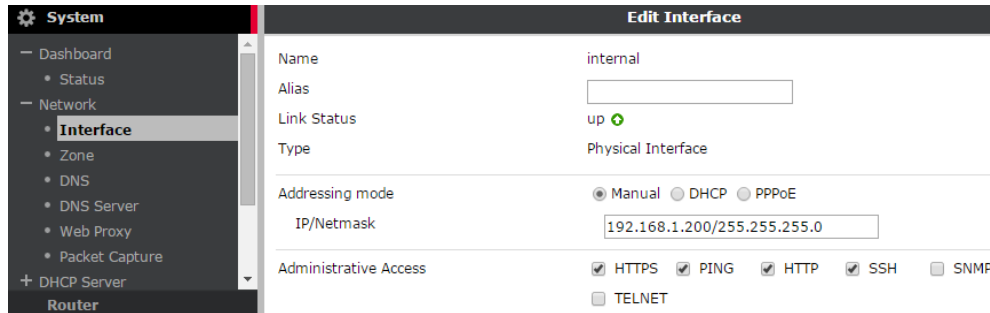 System
Dashboard
Status
Network
Interface
Zone
DNS
DNS Server
Web Proxy
Packet Capture
DHCP Server
Router
Edit Interface
Name internal
Alias
Link Status up
Type Physical Interface
Addressing mode Manual DHCP PPPoE
IP/Netmask 192.168.1.200/255.255.255.0
Administrative Access HTTPS PING HTTP SSH SNMP
TELNET